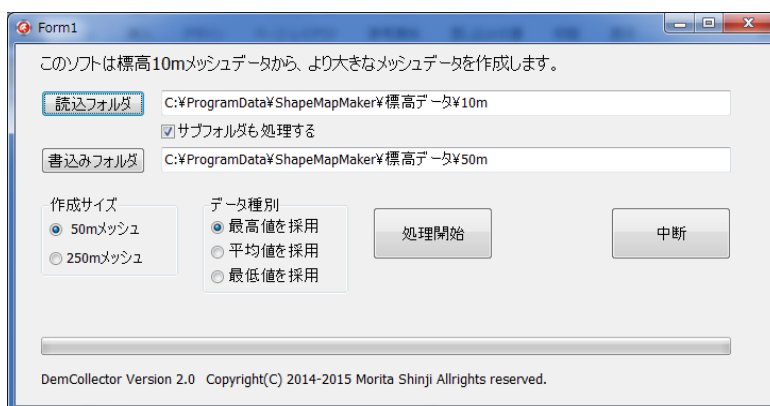 Form1
このソフトは標高10mメッシュデータから、より大きなメッシュデータを作成します。
読込フォルダ C:¥ProgramData¥ShapeMapMaker¥標高データ¥10m
サブフォルダも処理する
書込みフォルダ C:¥ProgramData¥ShapeMapMaker¥標高データ¥50m
作成サイズ
50mメッシュ
250mメッシュ
データ種別
最高値を採用
平均値を採用
最低値を採用
処理開始
中断
DemCollector Version 2.0 Copyright(C) 2014-2015 Morita Shinji Allrights reserved.